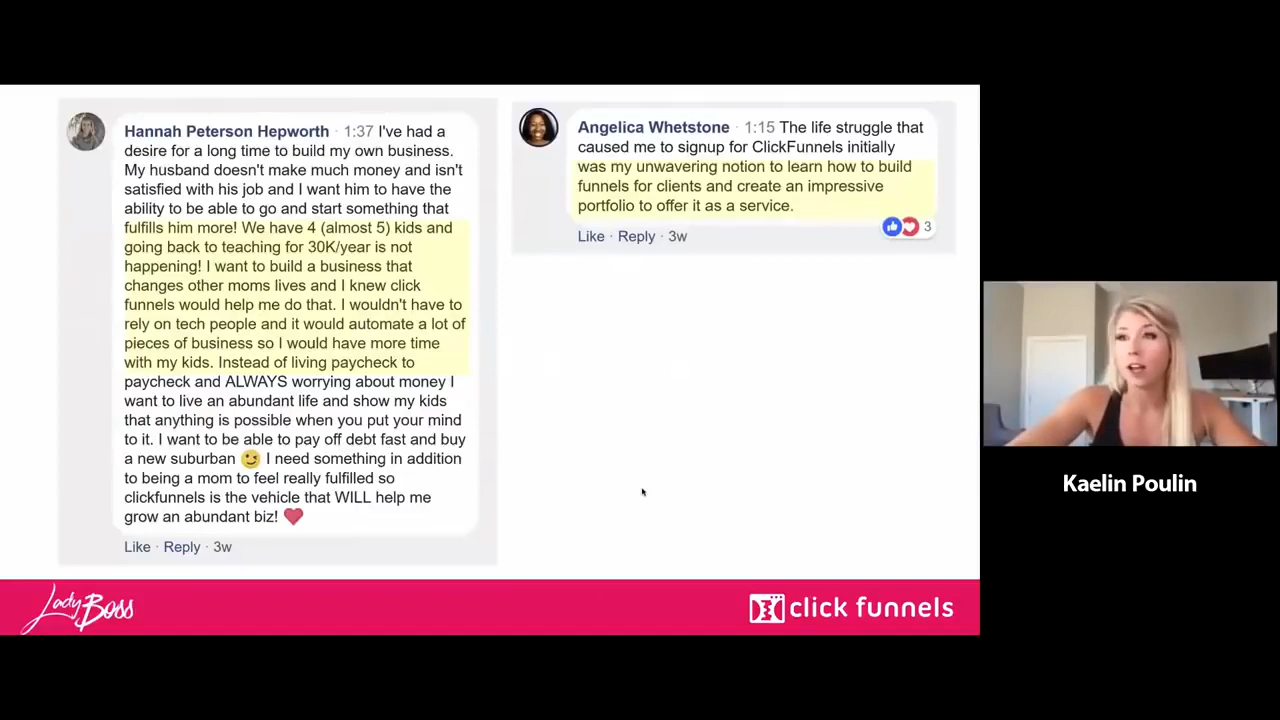 Hannah Peterson Hepworth · 1:37 I've had a
desire for a long time to build my own business.
My husband doesn't make much money and isn't
satisfied with his job and I want him to have the
ability to be able to go and start something that
fulfills him more! We have 4 (almost 5) kids and
going back to teaching for 30K/year is not
happening! I want to build a business that
changes other moms lives and I knew click
funnels would help me do that. I wouldn't have to
rely on tech people and it would automate a lot of
pieces of business so I would have more time
with my kids. Instead of living paycheck to
paycheck and ALWAYS worrying about money I
want to live an abundant life and show my kids
that anything is possible when you put your mind
to it. I want to be able to pay off debt fast and buy
a new suburban 😉 I need something in addition
to being a mom to feel really fulfilled so
clickfunnels is the vehicle that WILL help me
grow an abundant biz! ❤️
Like · Reply · 3w
Angelica Whetstone · 1:15 The life struggle that
caused me to signup for ClickFunnels initially
was my unwavering notion to learn how to build
funnels for clients and create an impressive
portfolio to offer it as a service.
3
Like · Reply · 3w
Kaelin Poulin
Lady Boss
click funnels